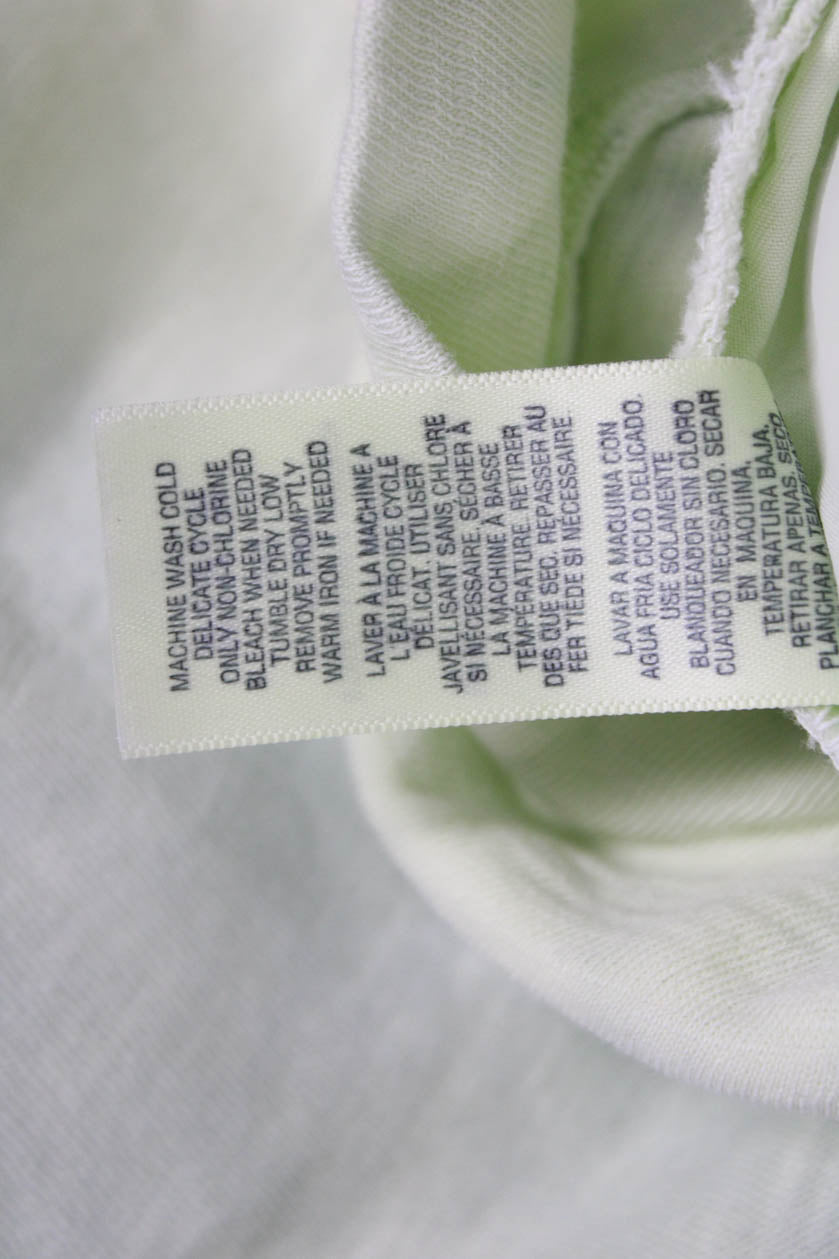 MACHINE WASH COLD
DELICATE CYCLE
ONLY NON-CHLORINE
BLEACH WHEN NEEDED
TUMBLE DRY LOW
REMOVE PROMPTLY
WARM IRON IF NEEDED
LAVER À LA MACHINE A
L'EAU FROIDE CYCLE
DÉLICAT. UTILISER
JAVELLISANT SANS CHLORE
SI NÉCESSAIRE, SÉCHER À
LA MACHINE À BASSE
TEMPÉRATURE. RETIRER
DES QUE SEC. REPASSER AU
FER TIEDE SI NÉCESSAIRE.
LAVAR A MAQUINA CON
AGUA FRIA CICLO DELICADO.
USE SOLAMENTE
BLANQUEADOR SIN CLORO
CUANDO NECESARIO. SECAR
EN MAQUINA,
TEMPERATURA BAJA.
RETIRAR APENAS, SECO
PLANCHAR A